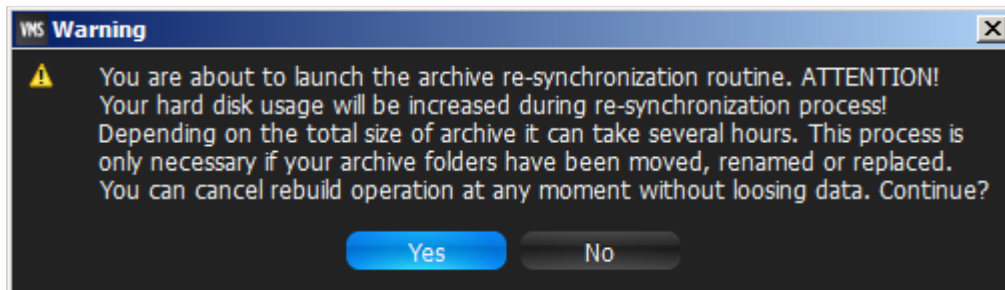 VMS Warning
You are about to launch the archive re-synchronization routine. ATTENTION!
Your hard disk usage will be increased during re-synchronization process!
Depending on the total size of archive it can take several hours. This process is
only necessary if your archive folders have been moved, renamed or replaced.
You can cancel rebuild operation at any moment without loosing data. Continue?
Yes No